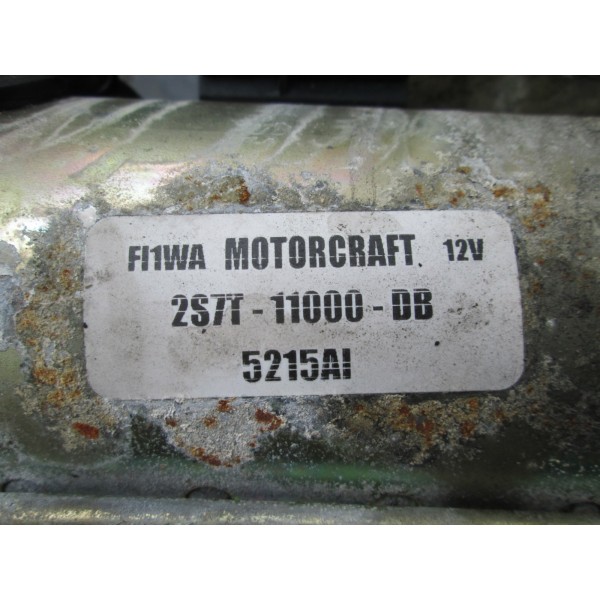 FI1WA MOTORCRAFT. 12V
2S7T - 11000 - DB
5215AI